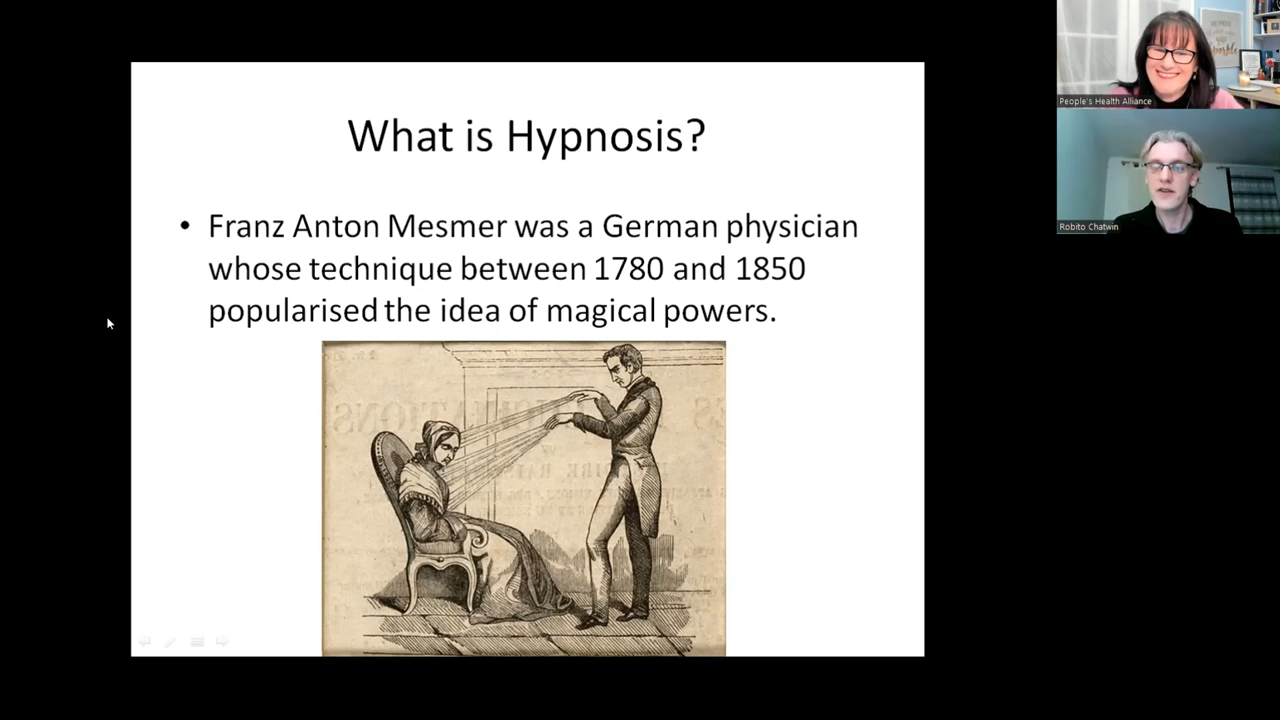 What is Hypnosis?
• Franz Anton Mesmer was a German physician
whose technique between 1780 and 1850
popularised the idea of magical powers.
People's Health Alliance
Robito Chatwin